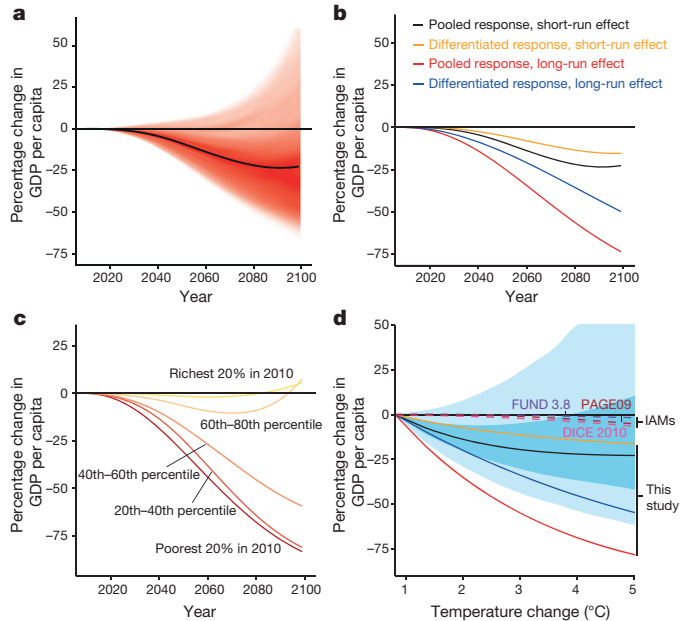 a
Percentage change in
GDP per capita
50
25
0
−25
−50
−75
2020 2040 2060 2080 2100
Year
b
Percentage change in
GDP per capita
50
25
0
−25
−50
−75
Pooled response, short-run effect
Differentiated response, short-run effect
Pooled response, long-run effect
Differentiated response, long-run effect
2020 2040 2060 2080 2100
Year
c
Percentage change in
GDP per capita
25
0
−25
−50
−75
Richest 20% in 2010
60th–80th percentile
40th–60th percentile
20th–40th percentile
Poorest 20% in 2010
2020 2040 2060 2080 2100
Year
d
Percentage change in
GDP per capita
50
25
0
−25
−50
−75
FUND 3.8 PAGE09
DICE 2010
IAMs
This
study
1 2 3 4 5
Temperature change (°C)